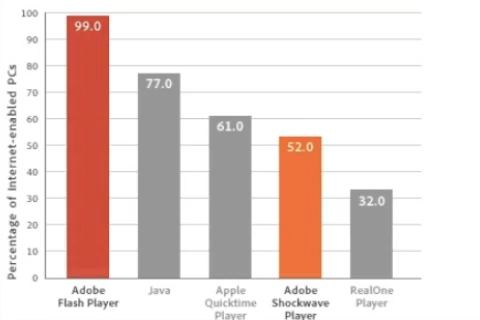 Percentage of Internet-enabled PCs
100
90
80
70
60
50
40
30
20
10
0
99.0
77.0
61.0
52.0
32.0
Adobe
Flash Player
Java
Apple
Quicktime
Player
Adobe
Shockwave
Player
RealOne
Player